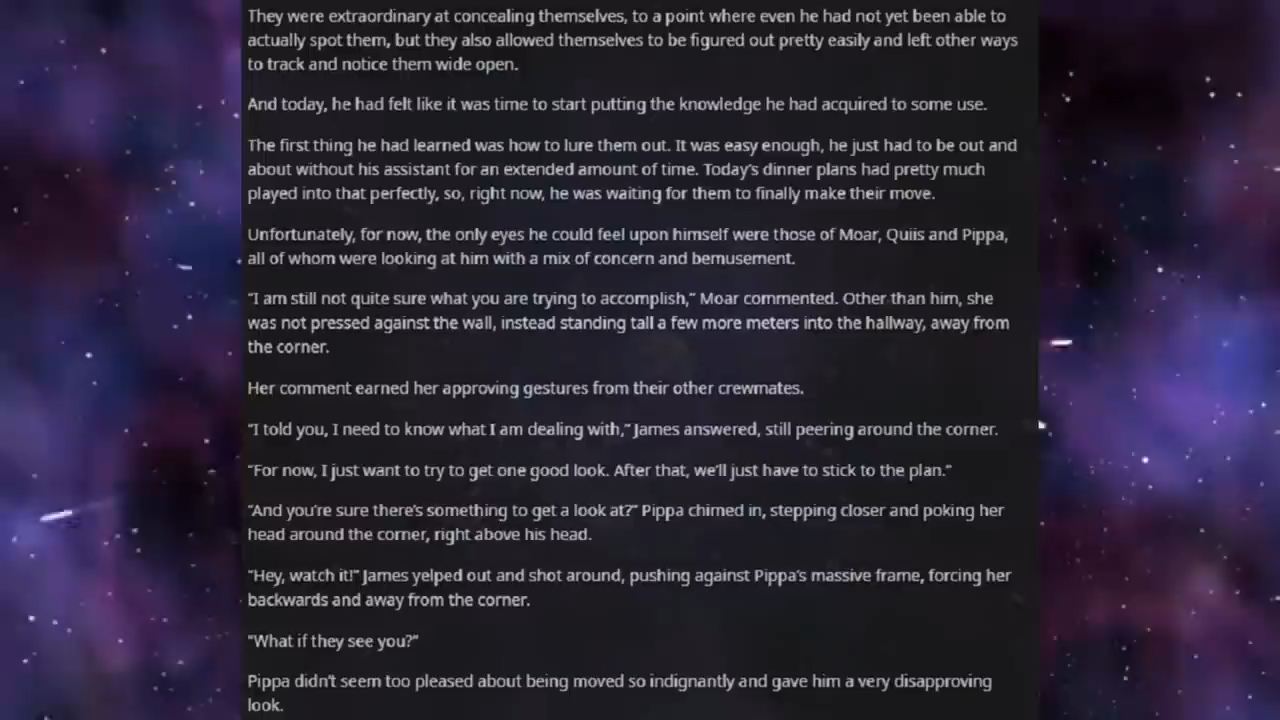 They were extraordinary at concealing themselves, to a point where even he had not yet been able to
actually spot them, but they also allowed themselves to be figured out pretty easily and left other ways
to track and notice them wide open.
And today, he had felt like it was time to start putting the knowledge he had acquired to some use.
The first thing he had learned was how to lure them out. It was easy enough, he just had to be out and
about without his assistant for an extended amount of time. Today's dinner plans had pretty much
played into that perfectly, so, right now, he was waiting for them to finally make their move.
Unfortunately, for now, the only eyes he could feel upon himself were those of Moar, Quiis and Pippa,
all of whom were looking at him with a mix of concern and bemusement.
“I am still not quite sure what you are trying to accomplish,” Moar commented. Other than him, she
was not pressed against the wall, instead standing tall a few more meters into the hallway, away from
the corner.
Her comment earned her approving gestures from their other crewmates.
“I told you, I need to know what I am dealing with,” James answered, still peering around the corner.
“For now, I just want to try to get one good look. After that, we’ll just have to stick to the plan.”
“And you’re sure there’s something to get a look at?” Pippa chimed in, stepping closer and poking her
head around the corner, right above his head.
“Hey, watch it!” James yelped out and shot around, pushing against Pippa’s massive frame, forcing her
backwards and away from the corner.
“What if they see you?”
Pippa didn’t seem too pleased about being moved so indignantly and gave him a very disapproving
look.